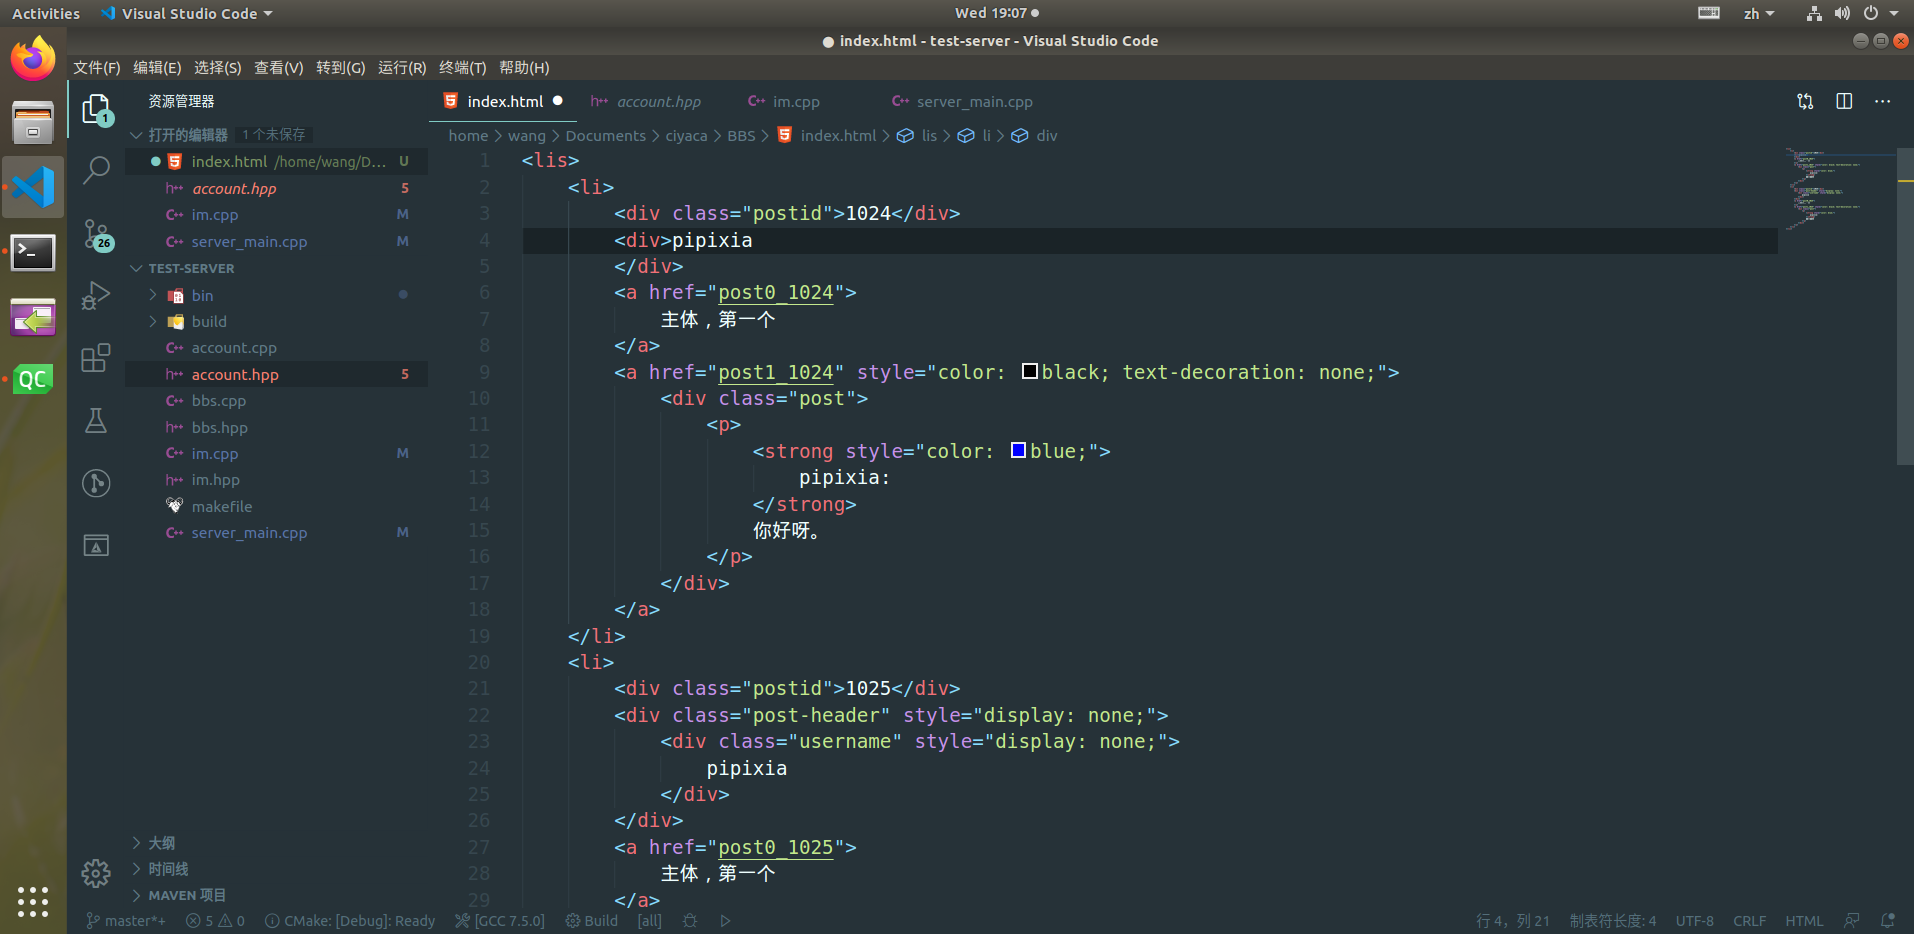 Activities Visual Studio Code Wed 19:07 zh
index.html - test-server - Visual Studio Code
文件(F) 编辑(E) 选择(S) 查看(V) 转到(G) 运行(R) 终端(T) 帮助(H)
资源管理器
1
打开的编辑器 1 个未保存
index.html /home/wang/D... U
account.hpp 5
im.cpp M
server_main.cpp M
26
TEST-SERVER
bin
build
account.cpp
account.hpp 5
bbs.cpp
bbs.hpp
im.cpp M
im.hpp
makefile
server_main.cpp M
大纲
时间线
MAVEN 项目
QC
index.html account.hpp im.cpp server_main.cpp
home > wang > Documents > ciyaca > BBS > index.html > lis > li > div
1 <lis>
2 <li>
3 <div class="postid">1024</div>
4 <div>pipixia
5 </div>
6 <a href="post0_1024">
7 主体，第一个
8 </a>
9 <a href="post1_1024" style="color: black; text-decoration: none;">
10 <div class="post">
11 <p>
12 <strong style="color: blue;">
13 pipixia:
14 </strong>
15 你好呀。
16 </p>
17 </div>
18 </a>
19 </li>
20 <li>
21 <div class="postid">1025</div>
22 <div class="post-header" style="display: none;">
23 <div class="username" style="display: none;">
24 pipixia
25 </div>
26 </div>
27 <a href="post0_1025">
28 主体，第一个
29 </a>
master*+ 5 0 CMake: [Debug]: Ready [GCC 7.5.0] Build [all] 行 4，列 21 制表符长度: 4 UTF-8 CRLF HTML